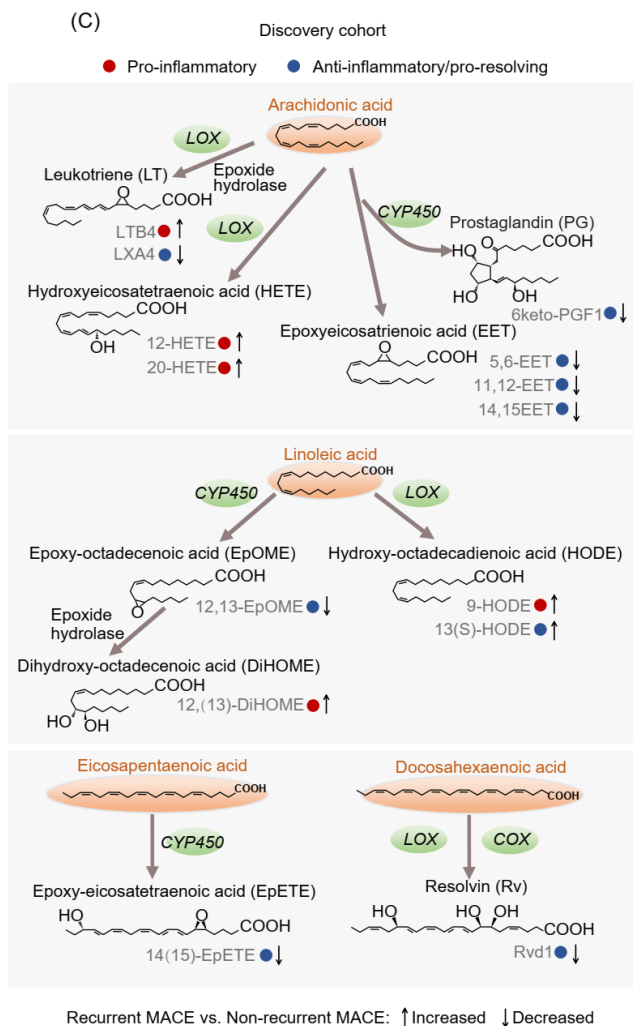 (C)
Discovery cohort
Pro-inflammatory
Anti-inflammatory/pro-resolving
Arachidonic acid
COOH
LOX
Epoxide
hydrolase
Leukotriene (LT)
O
COOH
LTB4
LXA4
LOX
CYP450
Prostaglandin (PG)
HO
O
COOH
HO
OH
6keto-PGF1
Hydroxyeicosatetraenoic acid (HETE)
COOH
OH
12-HETE
20-HETE
Epoxyeicosatrienoic acid (EET)
O
COOH
5,6-EET
11,12-EET
14,15EET
Linoleic acid
COOH
CYP450
LOX
Epoxy-octadecenoic acid (EpOME)
COOH
O
12,13-EpOME
Hydroxy-octadecadienoic acid (HODE)
COOH
9-HODE
13(S)-HODE
Epoxide
hydrolase
Dihydroxy-octadecenoic acid (DiHOME)
COOH
HO
OH
12,(13)-DiHOME
Eicosapentaenoic acid
COOH
CYP450
Epoxy-eicosatetraenoic acid (EpETE)
HO
O
COOH
14(15)-EpETE
Docosahexaenoic acid
COOH
LOX
COX
Resolvin (Rv)
HO
HO
OH
COOH
Rvd1
Recurrent MACE vs. Non-recurrent MACE: ↑Increased ↓Decreased